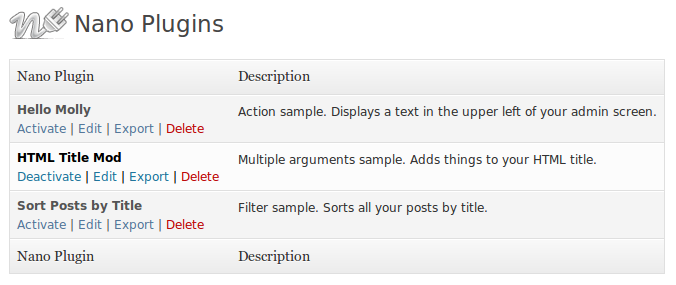 Nano Plugins
Nano Plugin Description
Hello Molly
Action sample. Displays a text in the upper left of your admin screen.
Activate | Edit | Export | Delete
HTML Title Mod
Multiple arguments sample. Adds things to your HTML title.
Deactivate | Edit | Export | Delete
Sort Posts by Title
Filter sample. Sorts all your posts by title.
Activate | Edit | Export | Delete
Nano Plugin Description